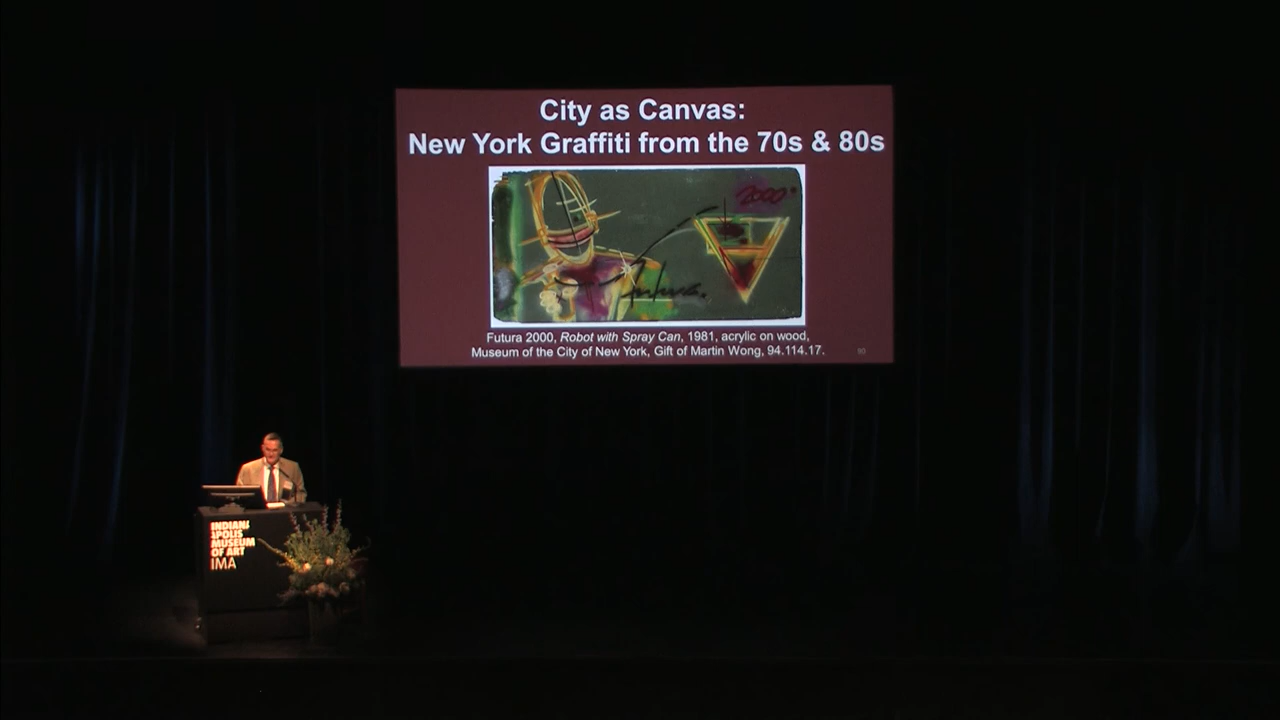 City as Canvas:
New York Graffiti from the 70s & 80s
2000
Futura 2000, Robot with Spray Can, 1981, acrylic on wood,
Museum of the City of New York, Gift of Martin Wong, 94.114.17.
INDIANA
APOLIS
MUSEUM
OF ART
IMA